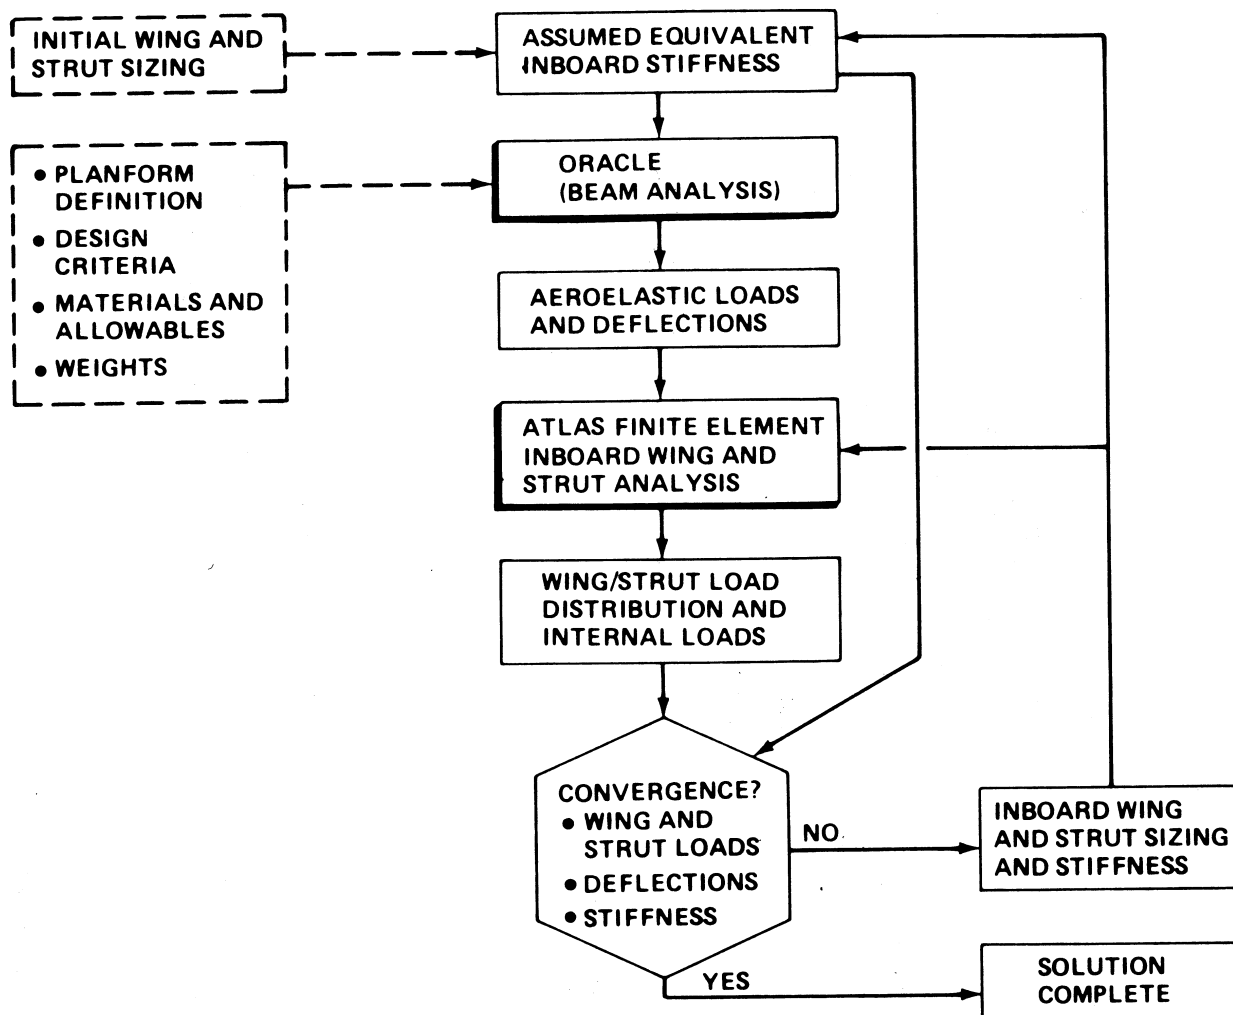 INITIAL WING AND
STRUT SIZING
ASSUMED EQUIVALENT
INBOARD STIFFNESS
• PLANFORM
DEFINITION
• DESIGN
CRITERIA
• MATERIALS AND
ALLOWABLES
• WEIGHTS
ORACLE
(BEAM ANALYSIS)
AEROELASTIC LOADS
AND DEFLECTIONS
ATLAS FINITE ELEMENT
INBOARD WING AND
STRUT ANALYSIS
WING/STRUT LOAD
DISTRIBUTION AND
INTERNAL LOADS
CONVERGENCE?
• WING AND
STRUT LOADS
• DEFLECTIONS
• STIFFNESS
NO
INBOARD WING
AND STRUT SIZING
AND STIFFNESS
YES
SOLUTION
COMPLETE